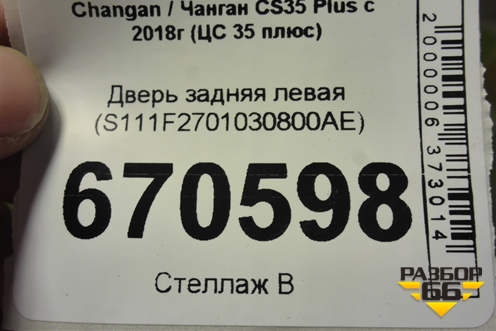 Changan / Чанган CS35 Plus с
2018г (ЦС 35 плюс)
Дверь задняя левая
(S111F2701030800AE)
670598
Стеллаж В
2000006373014
РАЗБОР
66